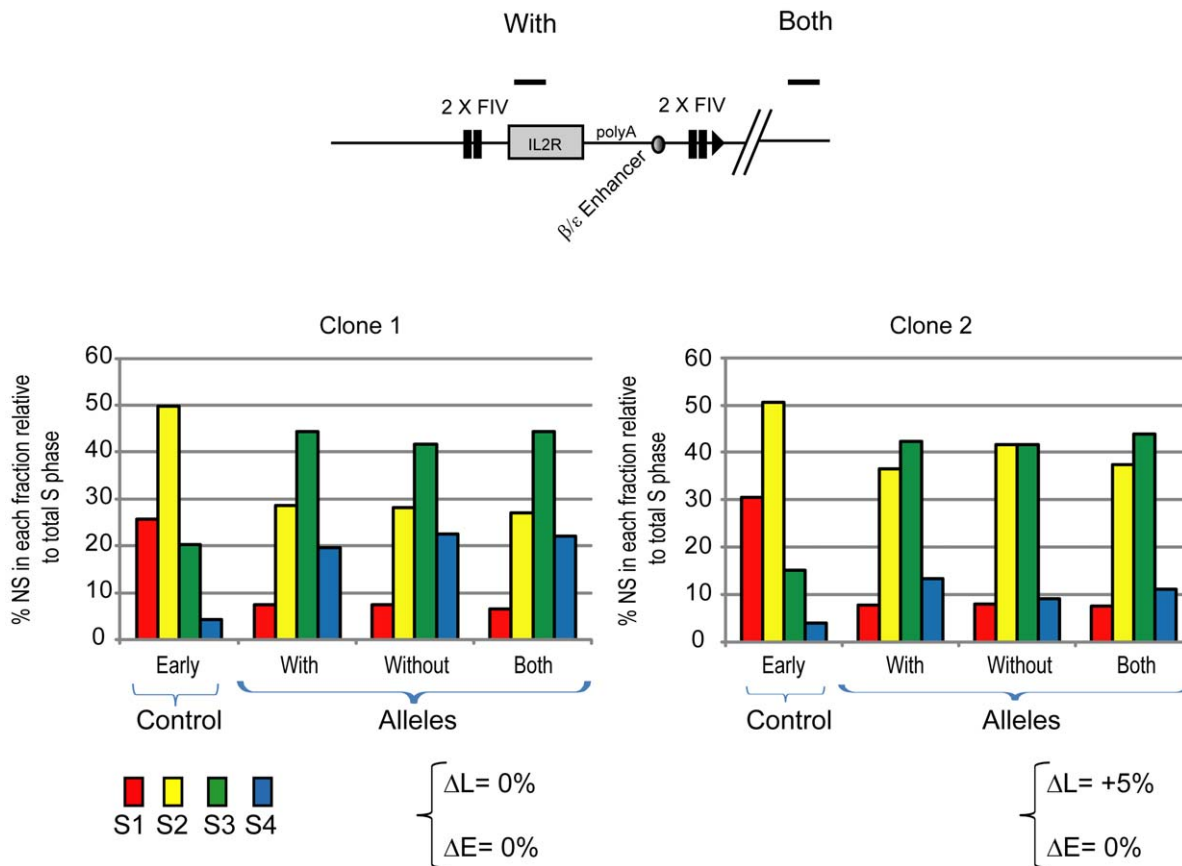 With Both
2 X FIV 2 X FIV
IL2R
polyA
β/ε Enhancer
Clone 1
% NS in each fraction relative
to total S phase
60
50
40
30
20
10
0
Early With Without Both
Control Alleles
Clone 2
% NS in each fraction relative
to total S phase
60
50
40
30
20
10
0
Early With Without Both
Control Alleles
S1 S2 S3 S4
ΔL= 0%
ΔE= 0%
ΔL= +5%
ΔE= 0%